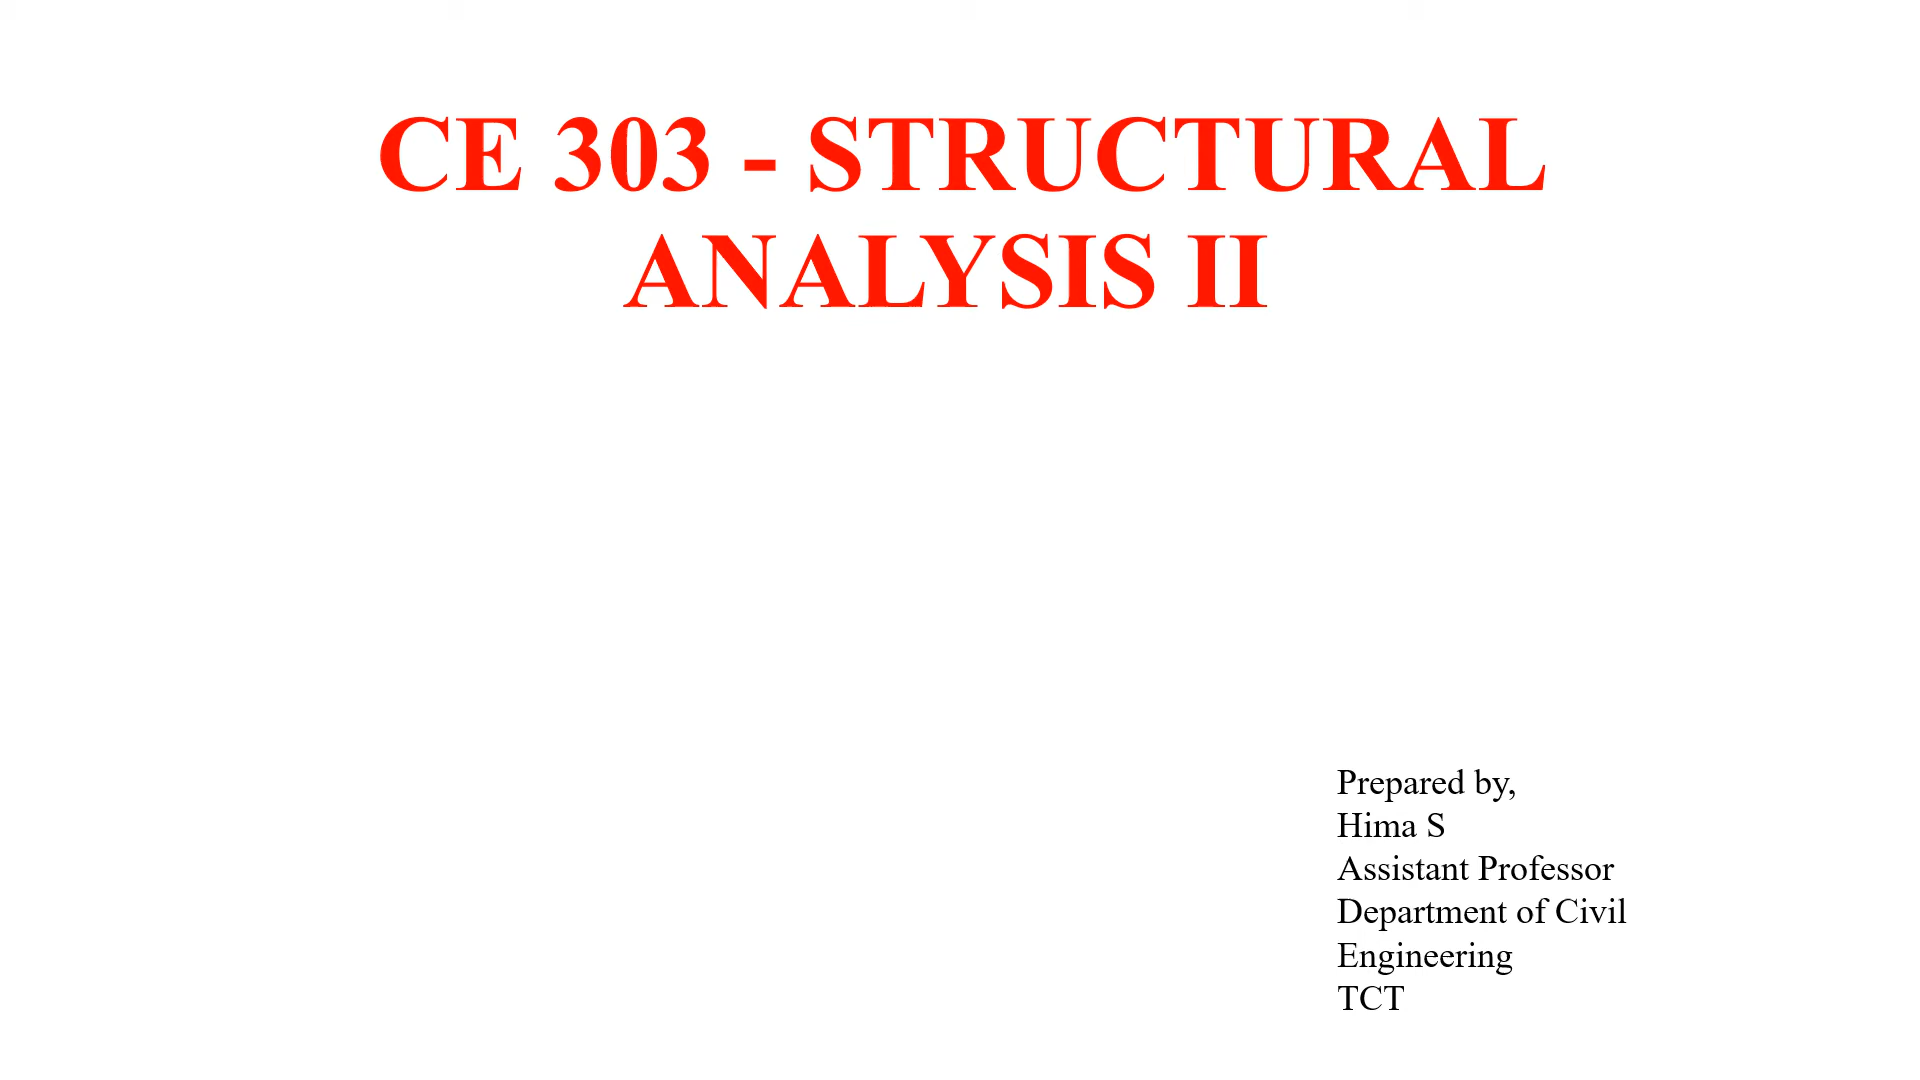 CE 303 - STRUCTURAL
ANALYSIS II
Prepared by,
Hima S
Assistant Professor
Department of Civil
Engineering
TCT